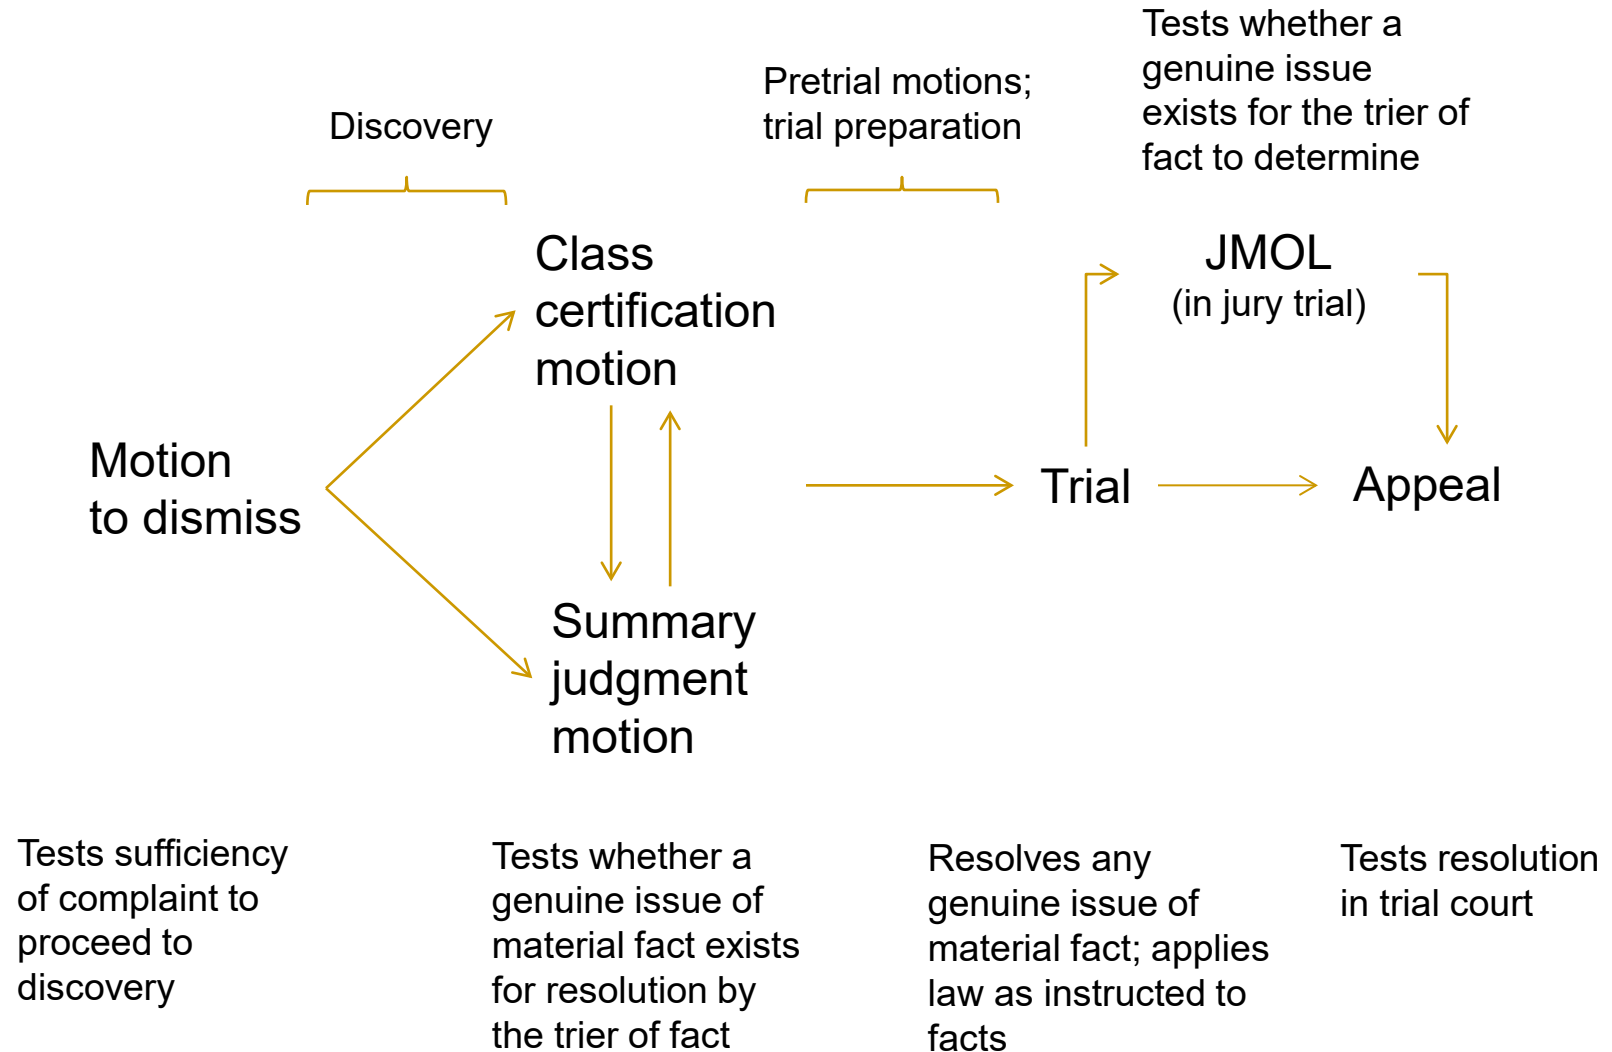 Tests whether a
genuine issue
exists for the trier of
fact to determine
Pretrial motions;
trial preparation
Discovery
Class
certification
motion
JMOL
(in jury trial)
Motion
to dismiss
Trial
Appeal
Summary
judgment
motion
Tests sufficiency
of complaint to
proceed to
discovery
Tests whether a
genuine issue of
material fact exists
for resolution by
the trier of fact
Resolves any
genuine issue of
material fact; applies
law as instructed to
facts
Tests resolution
in trial court